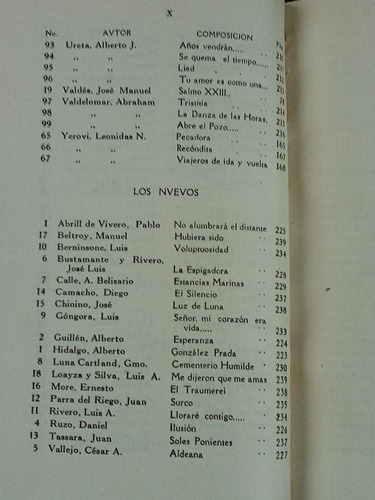 X
No. AVTOR COMPOSICION
93 Ureta, Alberto J. Años vendrán.....
94 ,, ,, Se quema el tiempo.....
95 ,, ,, Lied
96 ,, ,, Tu amor es como una...
19 Valdés, José Manuel Salmo XXIII..
97 Valdelomar, Abraham Tristitia
98 ,, ,, La Danza de las Horas.
99 ,, ,, Abre el Pozo..... 216
65 Yerovi, Leonidas N. Pecadora 165
66 ,, ,, Recóndita 167
67 ,, ,, Viajeros de ida y vuelta 168
LOS NVEVOS
1 Abrill de Vivero, Pablo No alumbrará el distante 225
17 Beltroy, Manuel Hubiera sido 239
10 Berninsone, Luis Voluptuosidad 234
6 Bustamante y Rivero,
José Luis La Espigadora 228
7 Calle, A. Belisario Estancias Marinas 229
14 Camacho, Diego El Silencio 237
15 Chioino, José Luz de Luna 238
9 Góngora, Luis Señor, mi corazón era
vida..... 233
2 Guillén, Alberto Esperanza 224
1 Hidalgo, Alberto González Prada 223
8 Luna Cartland, Gmo. Cementerio Humilde 230
18 Loayza y Silva, Luis A. Me dijeron que me amas 239
16 More, Ernesto El Traumerei 238
12 Parra del Riego, Juan Surco 235
11 Rivero, Luis A. Lloraré contigo..... 234
4 Ruzo, Daniel Ilusión 226
13 Tassara, Juan Soles Ponientes 237
5 Vallejo, César A. Aldeana 227